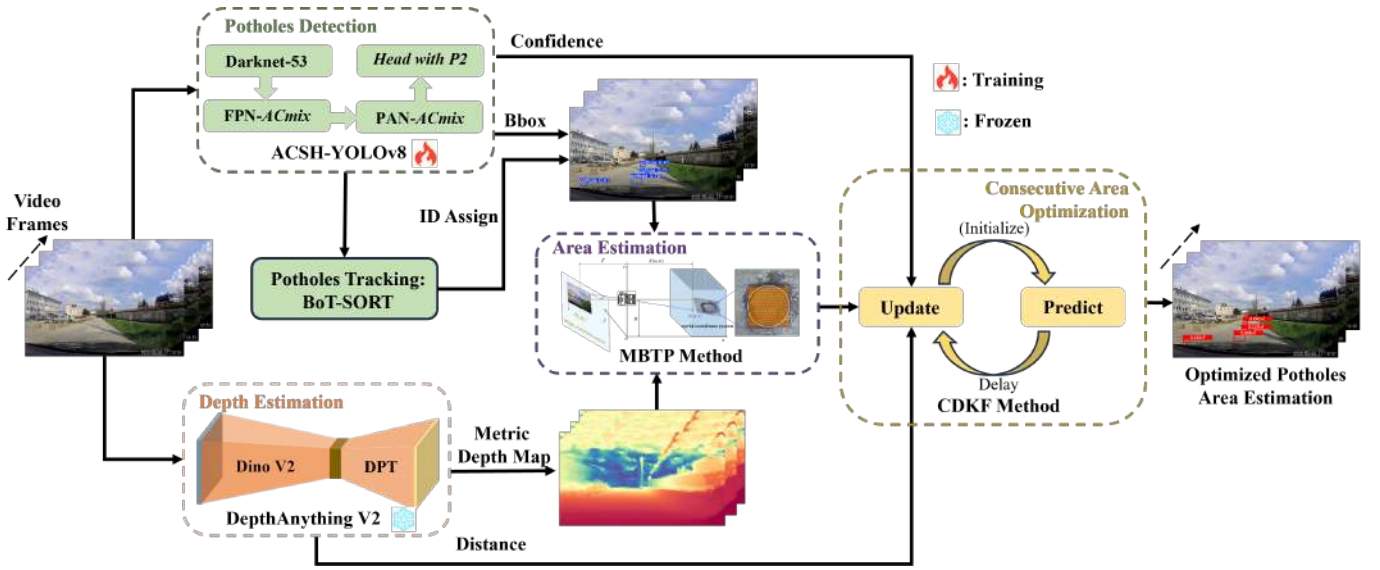 Potholes Detection
Darknet-53
Head with P2
FPN-ACmix
PAN-ACmix
ACSH-YOLOv8
Confidence
Bbox
ID Assign
: Training
: Frozen
Video
Frames
Potholes Tracking:
BoT-SORT
Area Estimation
MBTP Method
Consecutive Area
Optimization
(Initialize)
Update
Predict
Delay
CDKF Method
Optimized Potholes
Area Estimation
Depth Estimation
Dino V2
DPT
DepthAnything V2
Metric
Depth Map
Distance